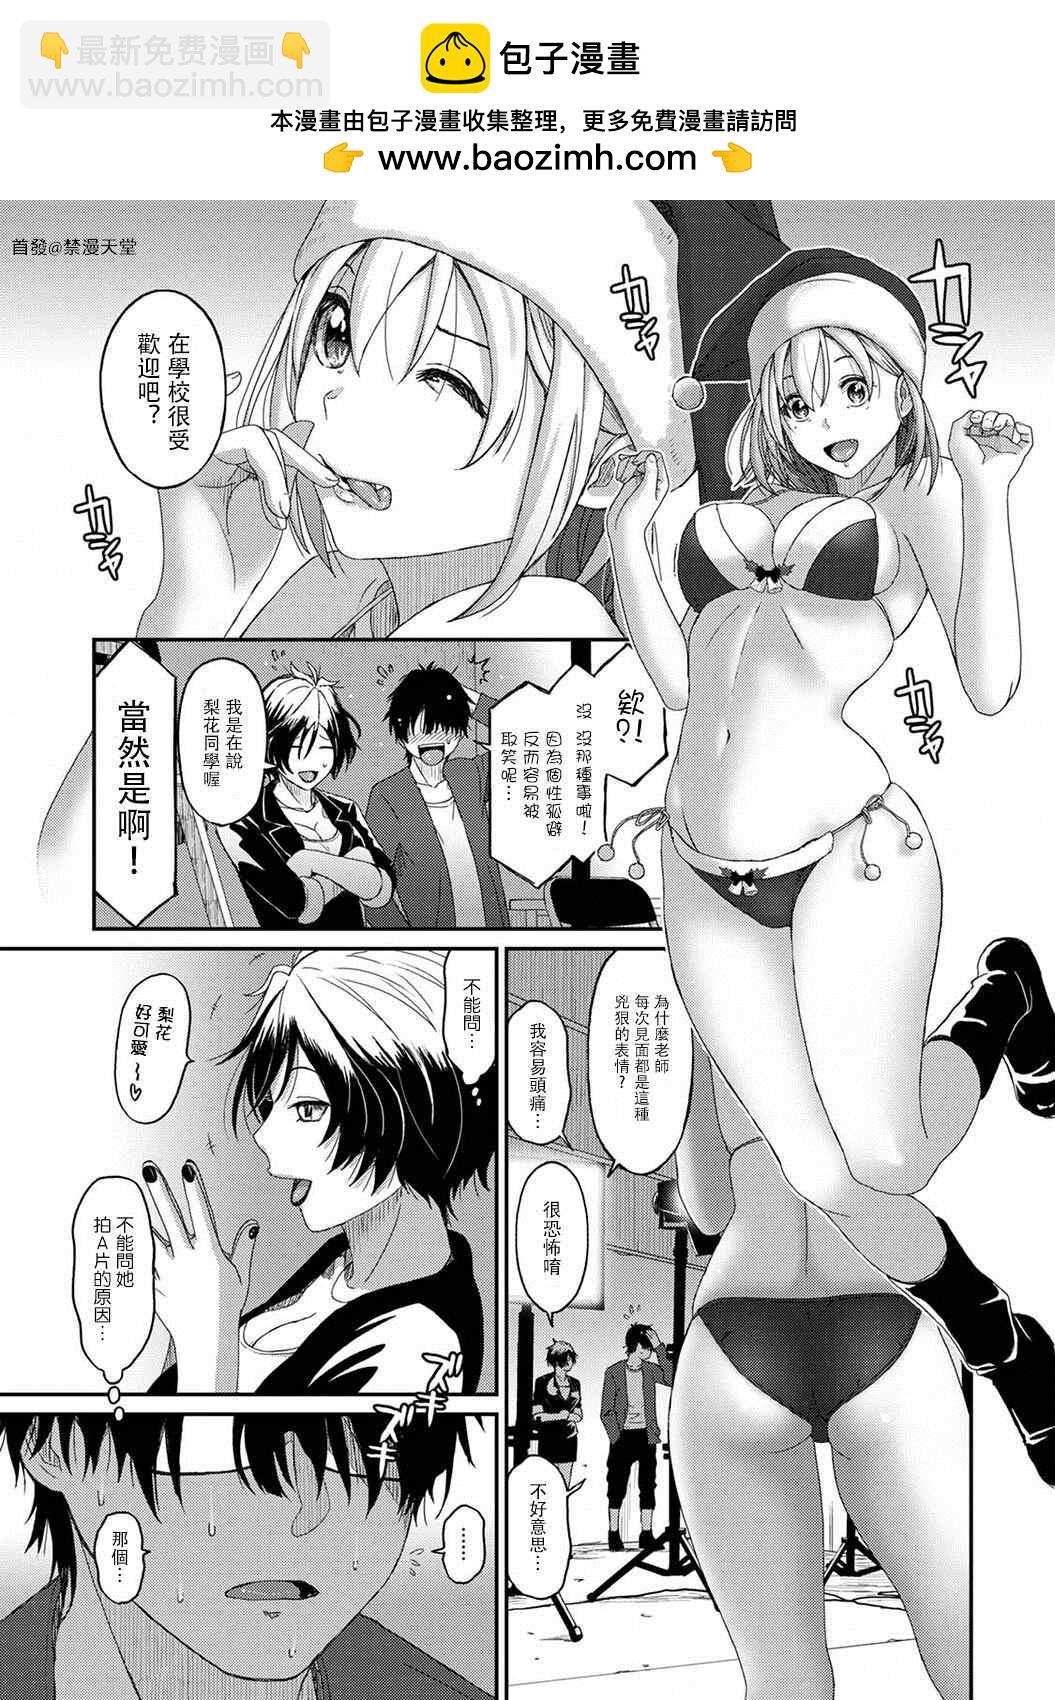 👇最新免费漫画👇
www.baozimh.com
包子漫畫
本漫畫由包子漫畫收集整理，更多免費漫畫請訪問
👉 www.baozimh.com 👈
首發@禁漫天堂
カシャ
カシャ
カシャ
カシャ
在學校很受
歡迎吧？
欸？！
沒 沒那種事啦！
因為個性孤僻
反而容易被
取笑呢…
我是在說
梨花同學喔
當然是啊！
為什麼老師
每次見面都是這種
兇狠的表情？
我容易頭痛…
很恐怖唷
不好意思…
不能問…
梨花
好可愛～♡
不能問她
拍A片的原因…
ズキ
ズキ
……
那個…